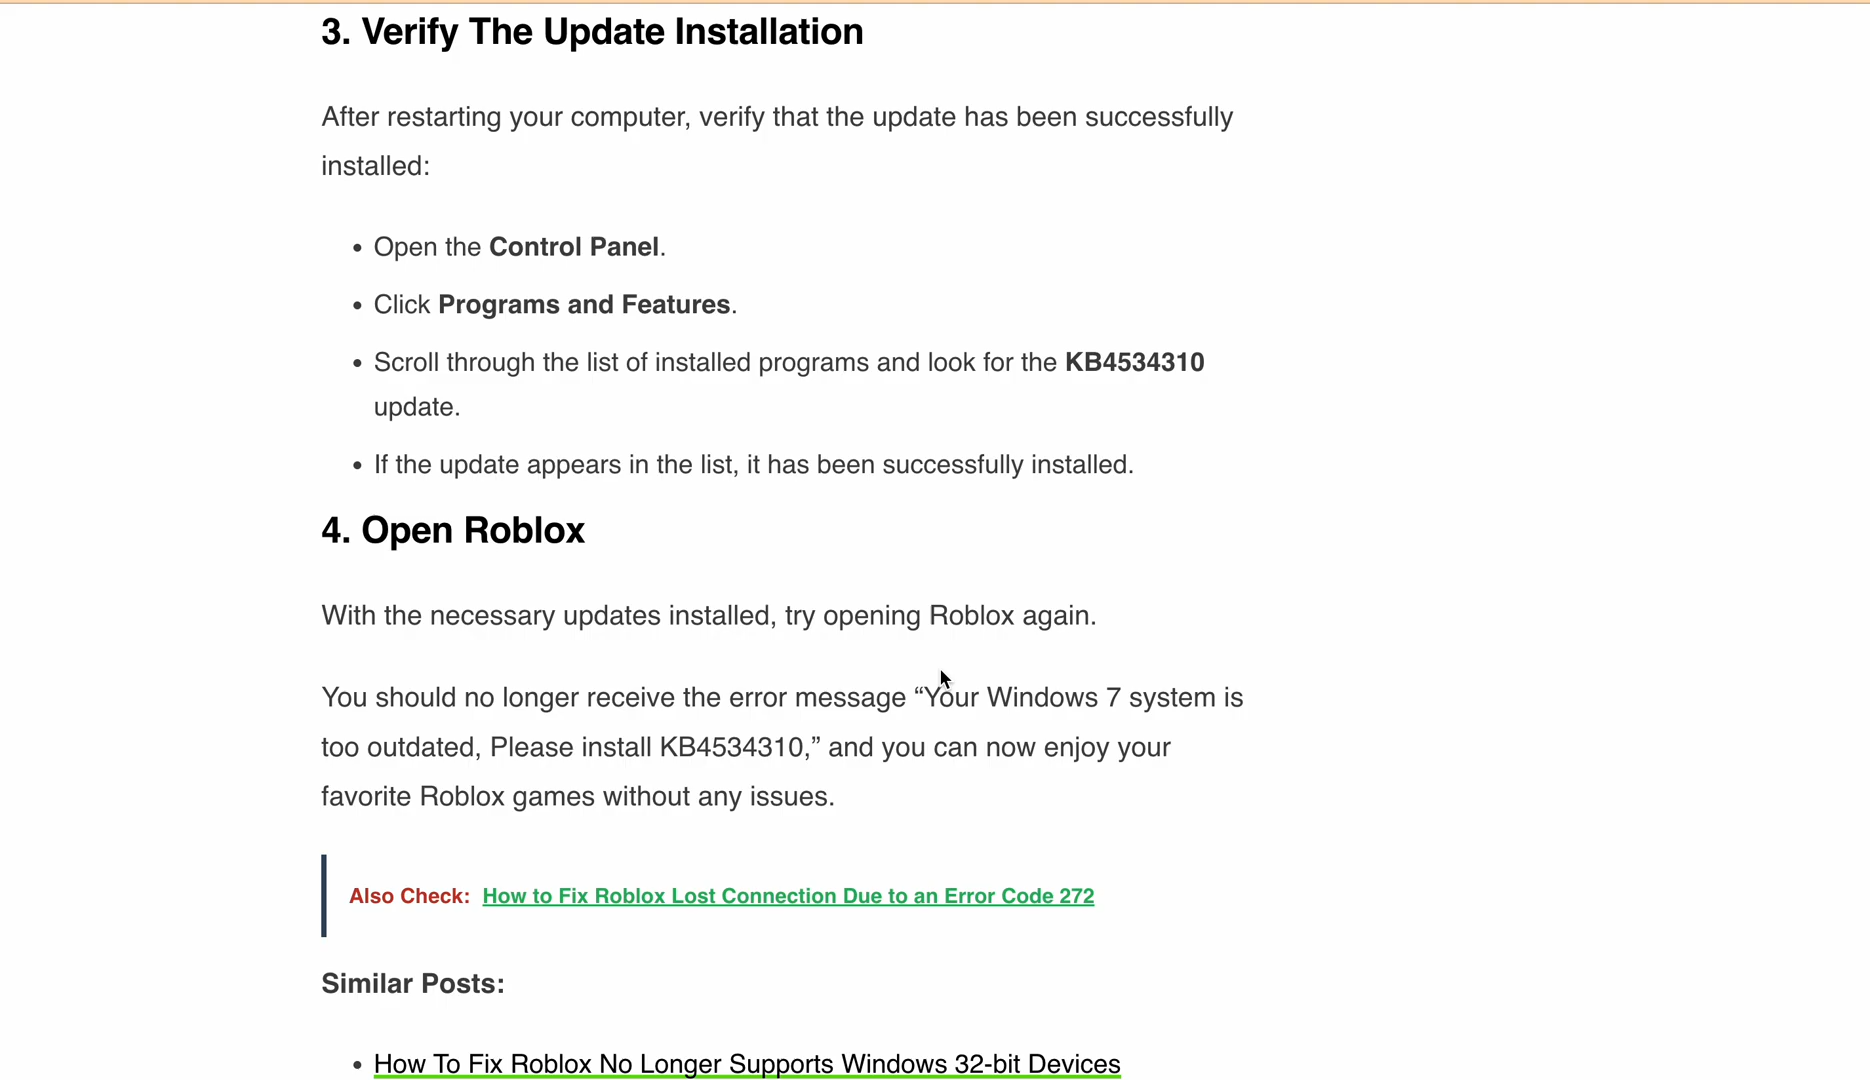 3. Verify The Update Installation
After restarting your computer, verify that the update has been successfully
installed:
• Open the Control Panel.
• Click Programs and Features.
• Scroll through the list of installed programs and look for the KB4534310
update.
• If the update appears in the list, it has been successfully installed.
4. Open Roblox
With the necessary updates installed, try opening Roblox again.
You should no longer receive the error message “Your Windows 7 system is
too outdated, Please install KB4534310,” and you can now enjoy your
favorite Roblox games without any issues.
Also Check: How to Fix Roblox Lost Connection Due to an Error Code 272
Similar Posts:
• How To Fix Roblox No Longer Supports Windows 32-bit Devices